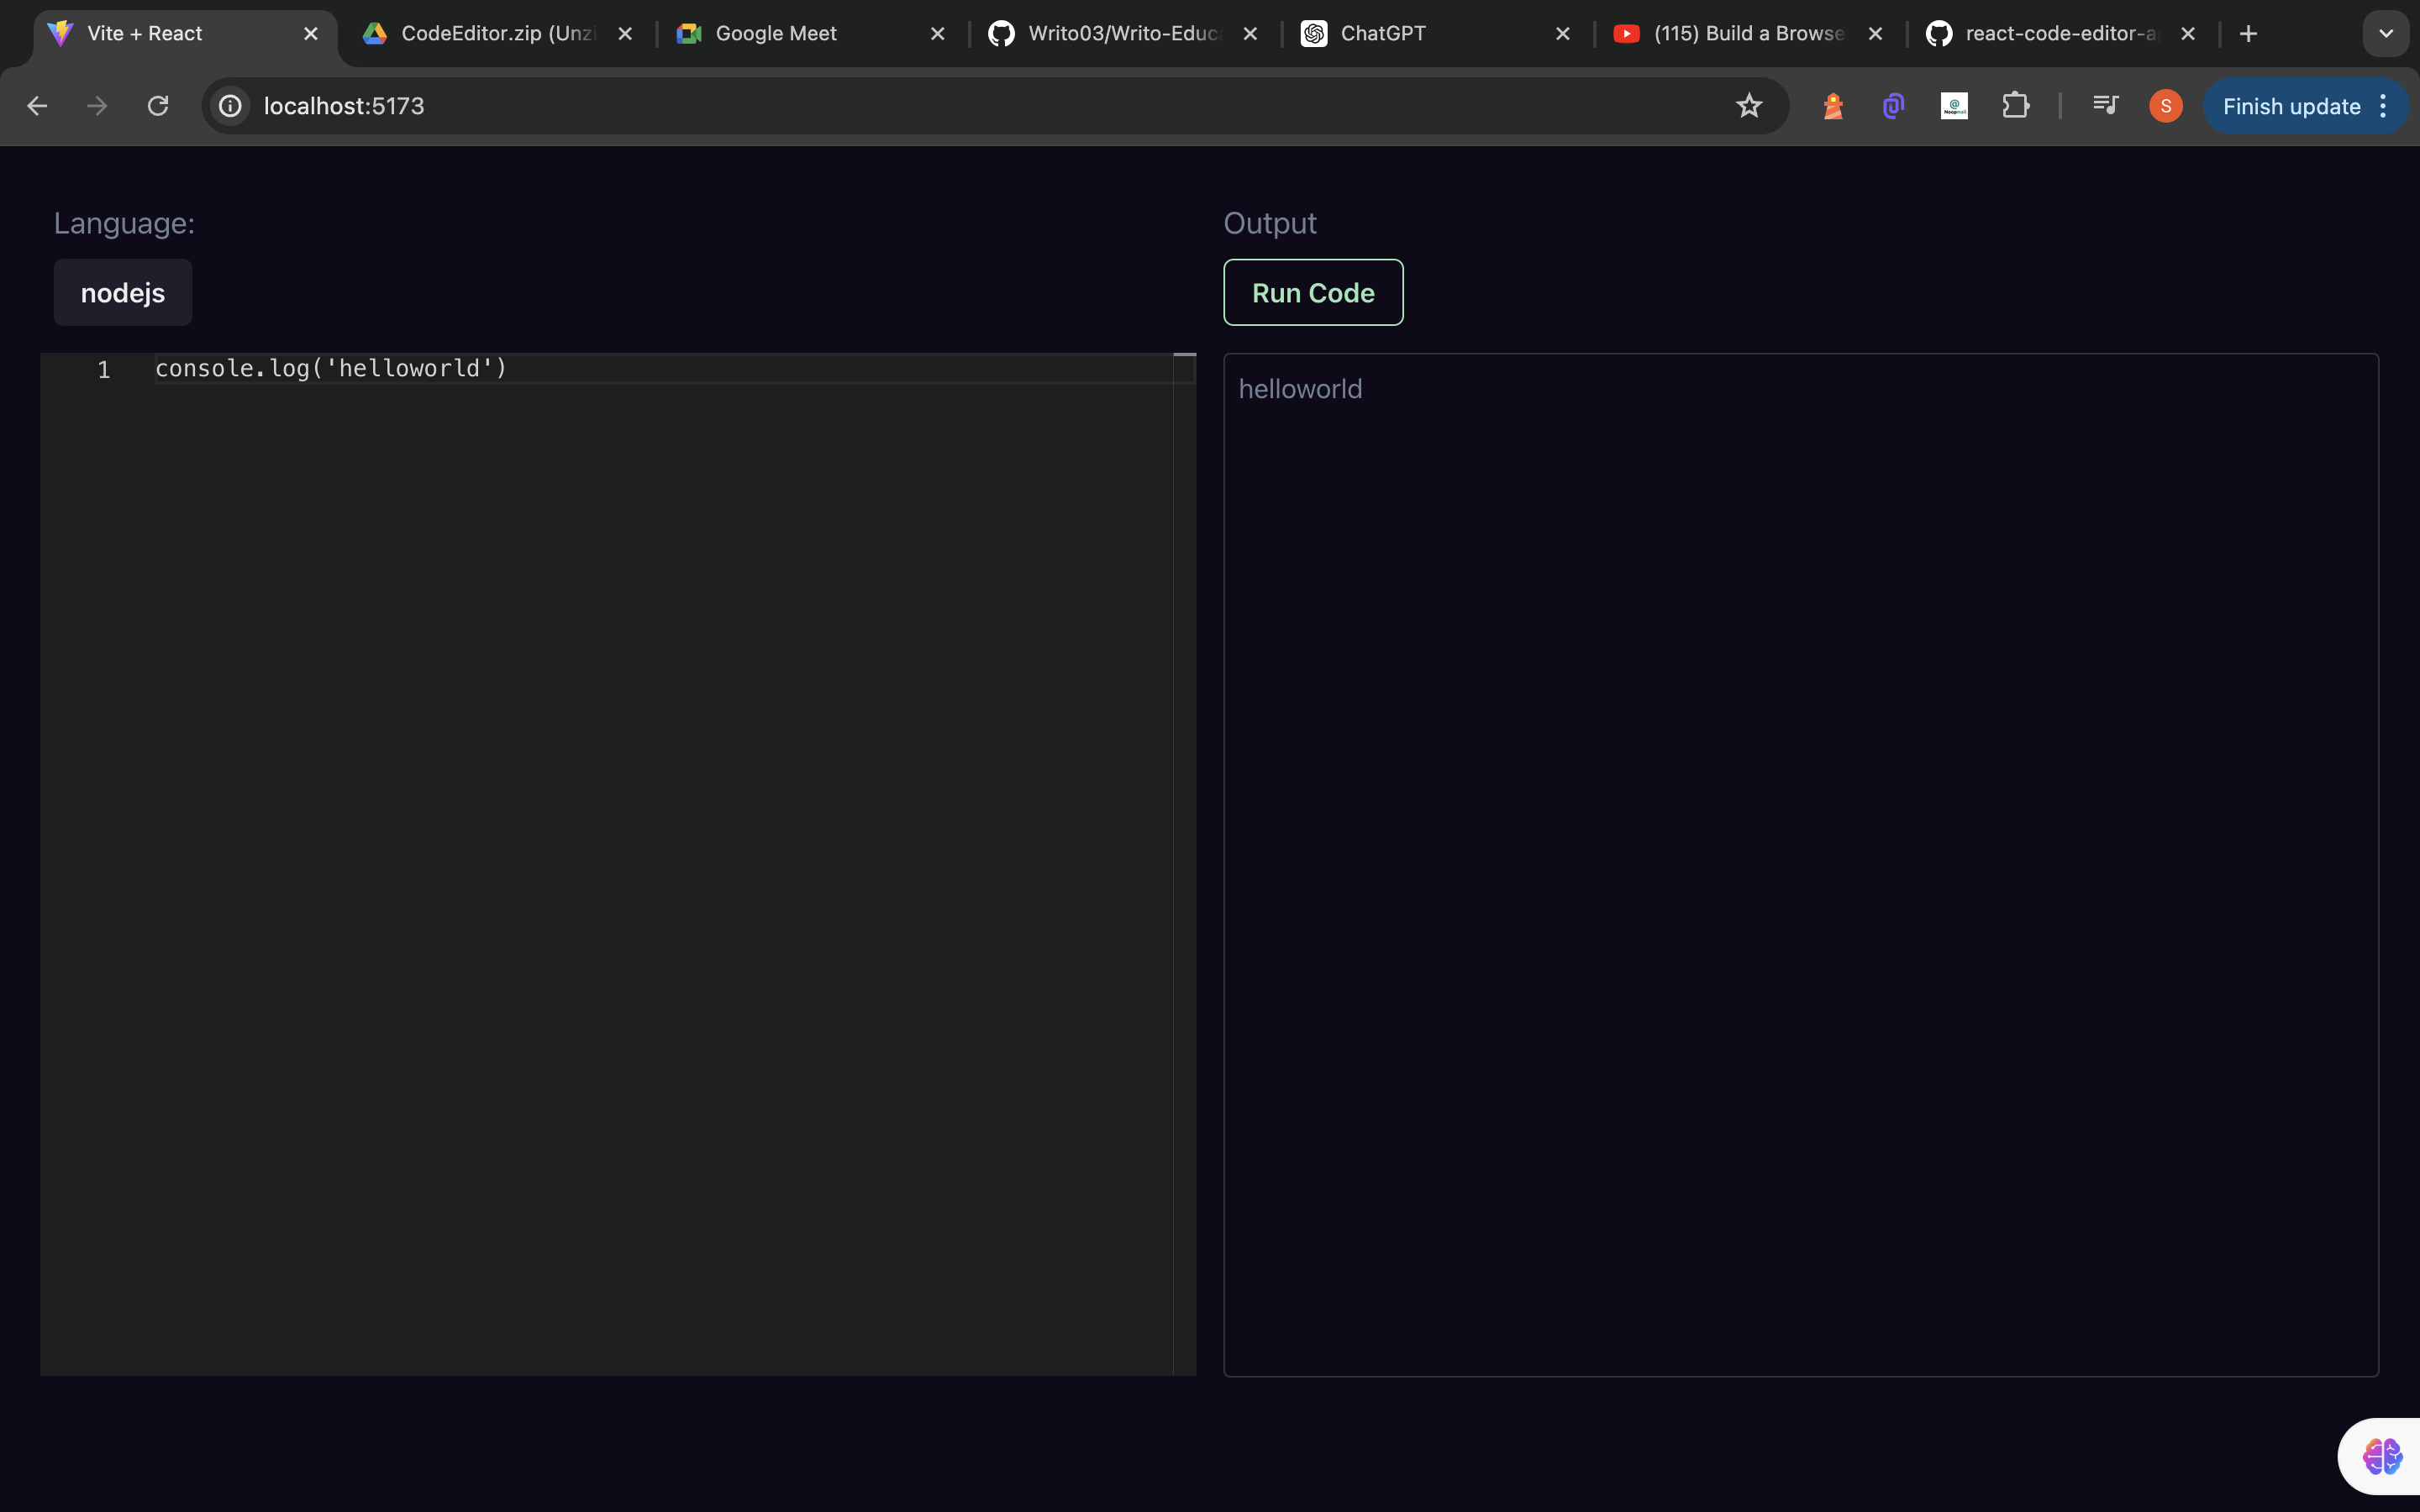 Vite + React
CodeEditor.zip (Unzi
Google Meet
Writo03/Writo-Educa
ChatGPT
(115) Build a Browse
react-code-editor-a
localhost:5173
S
Finish update
Language:
Output
nodejs
Run Code
1 console.log('helloworld')
helloworld